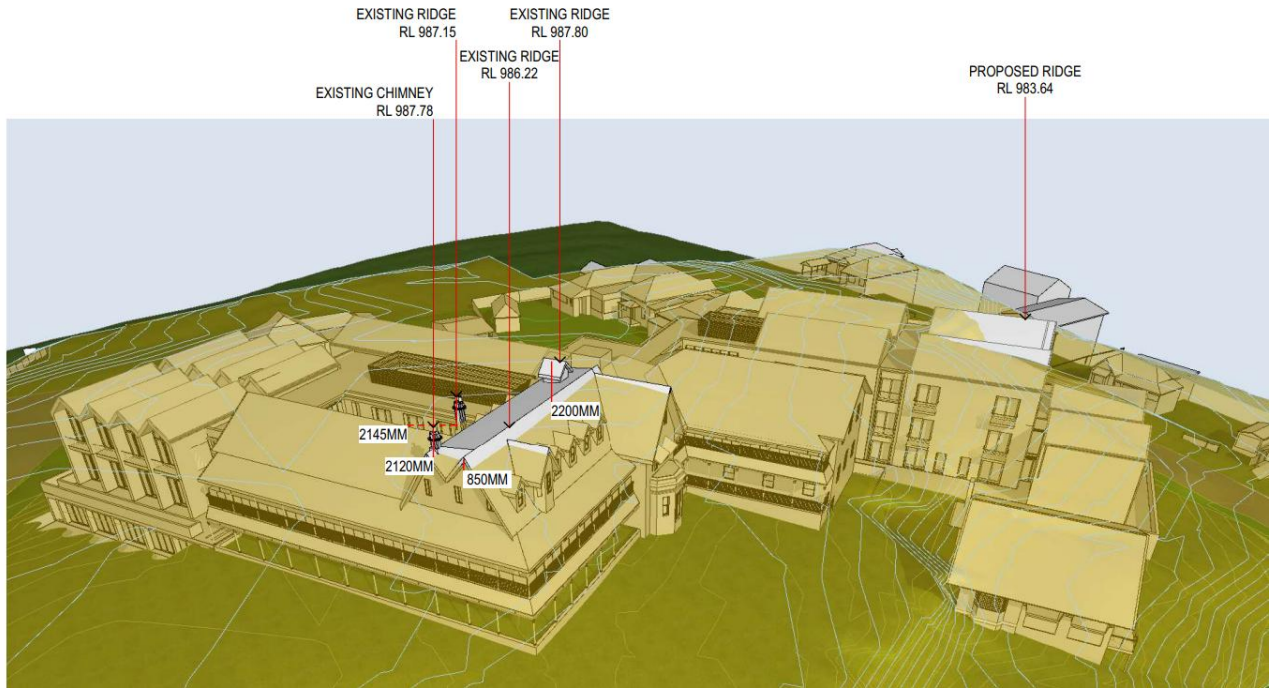 EXISTING RIDGE
RL 987.15
EXISTING RIDGE
RL 987.80
EXISTING RIDGE
RL 986.22
PROPOSED RIDGE
RL 983.64
EXISTING CHIMNEY
RL 987.78
2200MM
2145MM
2120MM
850MM